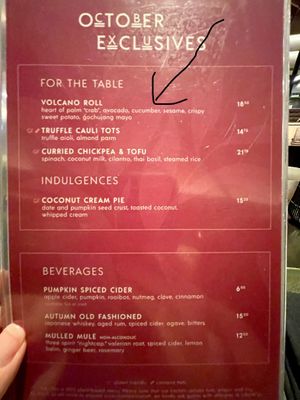 OCTOBER
EXCLUSIVES
FOR THE TABLE
VOLCANO ROLL 18
heart of palm "crab", avocado, cucumber, sesame, crispy
sweet potato, gochujang mayo
TRUFFLE CAULI TOTS 14
truffle aioli, almond parm
CURRIED CHICKPEA & TOFU 21
spinach, coconut milk, cilantro, thai basil, steamed rice
INDULGENCES
COCONUT CREAM PIE 15
date and pumpkin seed crust, toasted coconut,
whipped cream
BEVERAGES
PUMPKIN SPICED CIDER 6
apple cider, pumpkin, rooibos, nutmeg, clove, cinnamon
AUTUMN OLD FASHIONED 15
japanese whiskey, aged rum, spiced cider, agave, bitters
MULLED MULE NON-ALCOHOLIC 12
three spirit "nightcap" valerian root, spiced cider, lemon
balm, ginger beer, rosemary